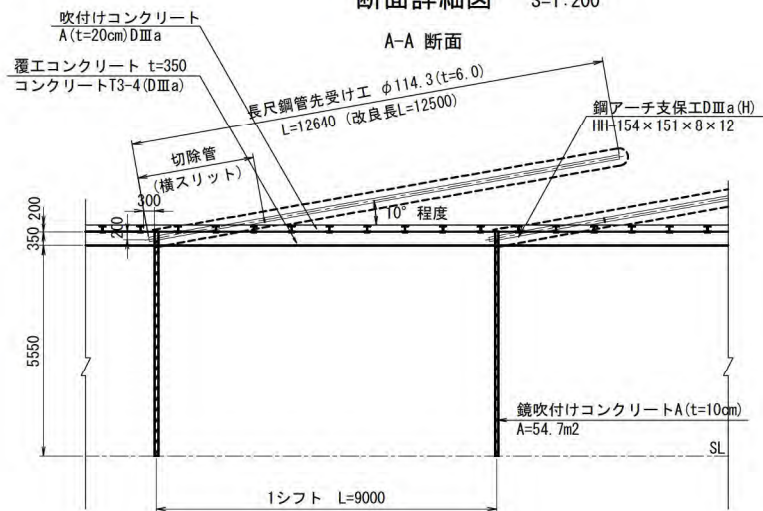 断面詳細図 S=1:200
A-A 断面
吹付けコンクリート
A(t=20cm)DⅢa
覆工コンクリート t=350
コンクリートT3-4(DⅢa)
長尺鋼管先受け工 φ114.3(t=6.0)
L=12640 (改良長L=12500)
切除管
(横スリット)
鋼アーチ支保工DⅢa(H)
HH-154×151×8×12
300
200
200
350
10° 程度
5550
鏡吹付けコンクリートA(t=10cm)
A=54.7m2
SL
1シフト L=9000